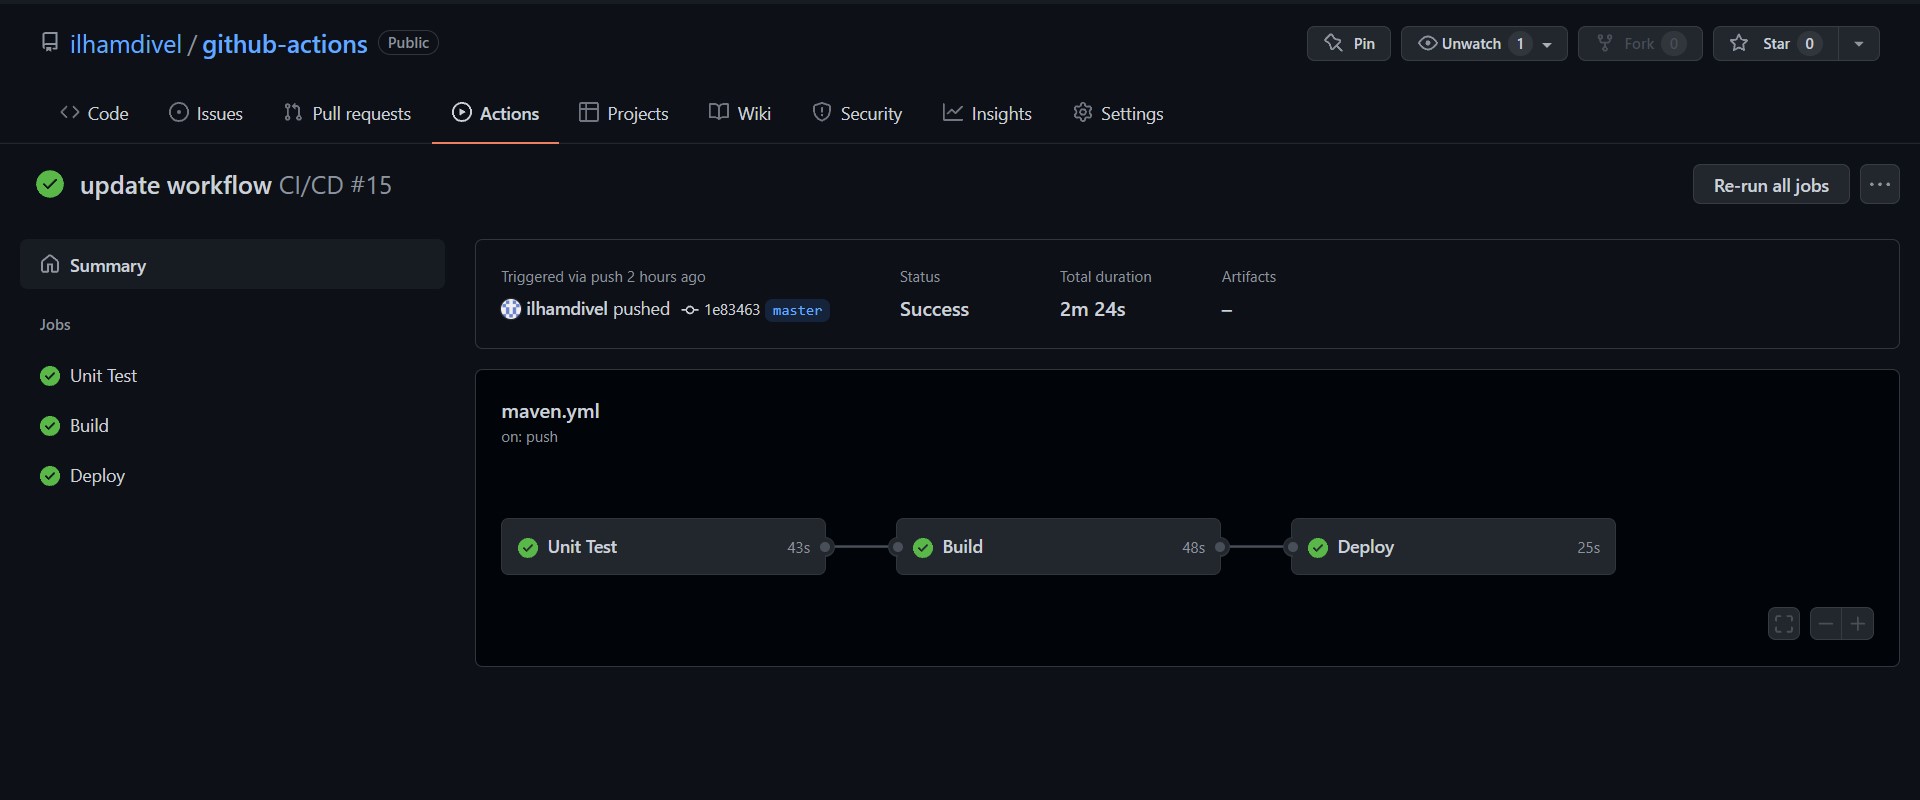 ilhamdivel / github-actions Public Pin Unwatch 1 Fork 0 Star 0
Code Issues Pull requests Actions Projects Wiki Security Insights Settings
update workflow CI/CD #15 Re-run all jobs ...
Summary
Jobs
Unit Test
Build
Deploy
Triggered via push 2 hours ago Status Total duration Artifacts
ilhamdivel pushed 1e83463 master Success 2m 24s –
maven.yml
on: push
Unit Test 43s Build 48s Deploy 25s